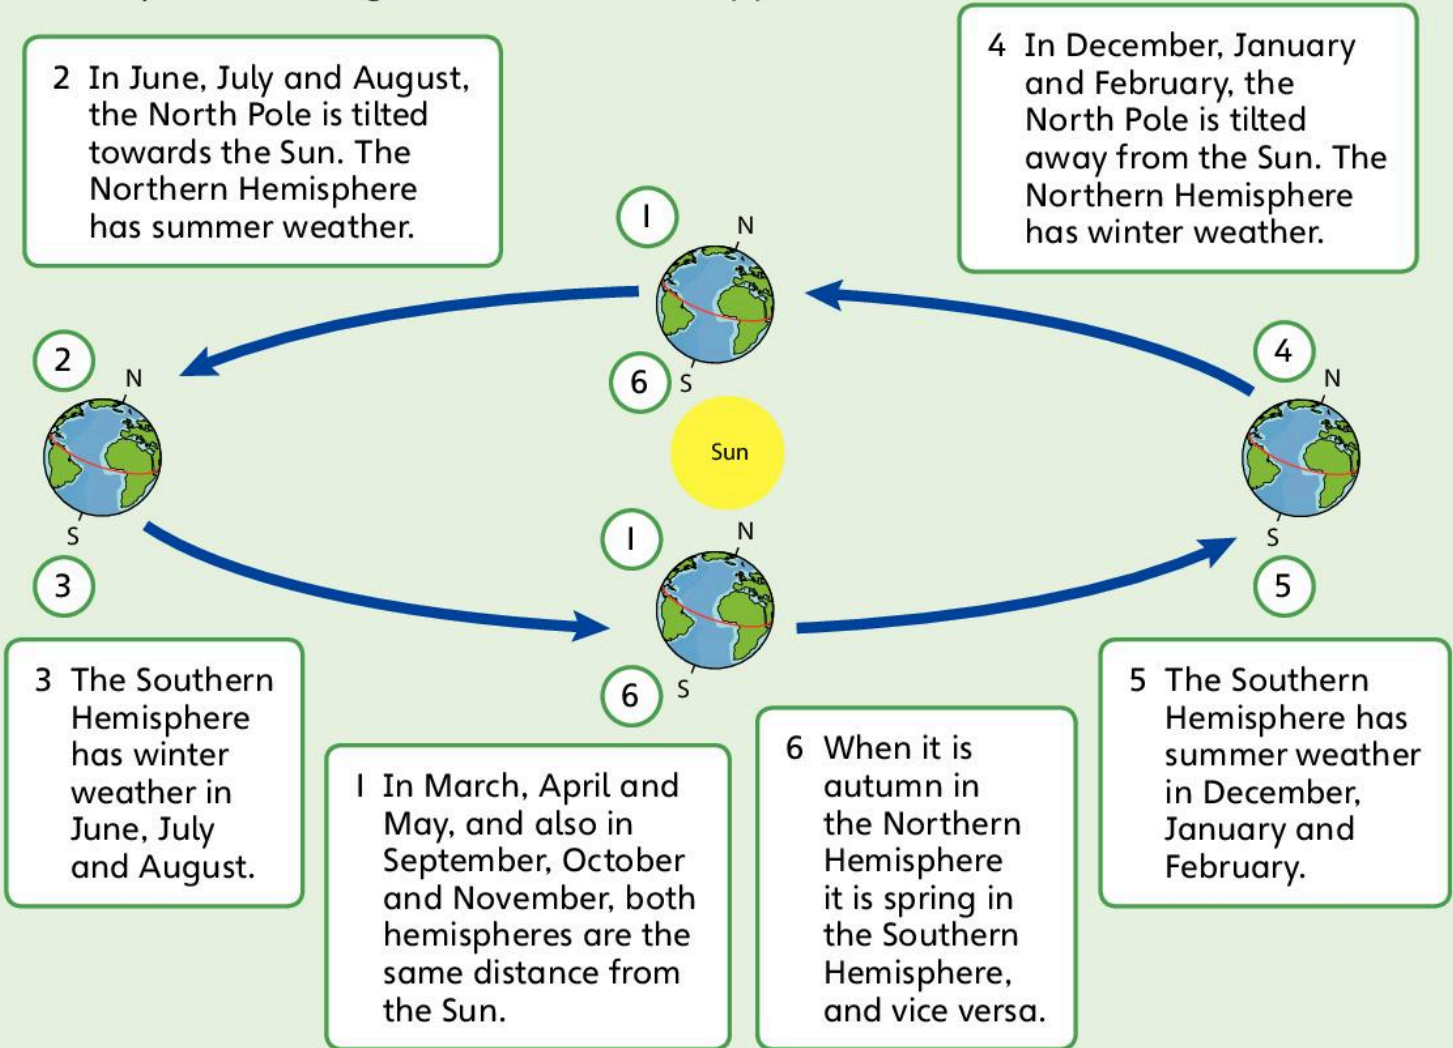 2 In June, July and August,
the North Pole is tilted
towards the Sun. The
Northern Hemisphere
has summer weather.
4 In December, January
and February, the
North Pole is tilted
away from the Sun. The
Northern Hemisphere
has winter weather.
1
N
6
S
Sun
2
N
S
3
4
N
S
5
1
N
6
S
3 The Southern
Hemisphere
has winter
weather in
June, July
and August.
1 In March, April and
May, and also in
September, October
and November, both
hemispheres are the
same distance from
the Sun.
6 When it is
autumn in
the Northern
Hemisphere
it is spring in
the Southern
Hemisphere,
and vice versa.
5 The Southern
Hemisphere has
summer weather
in December,
January and
February.